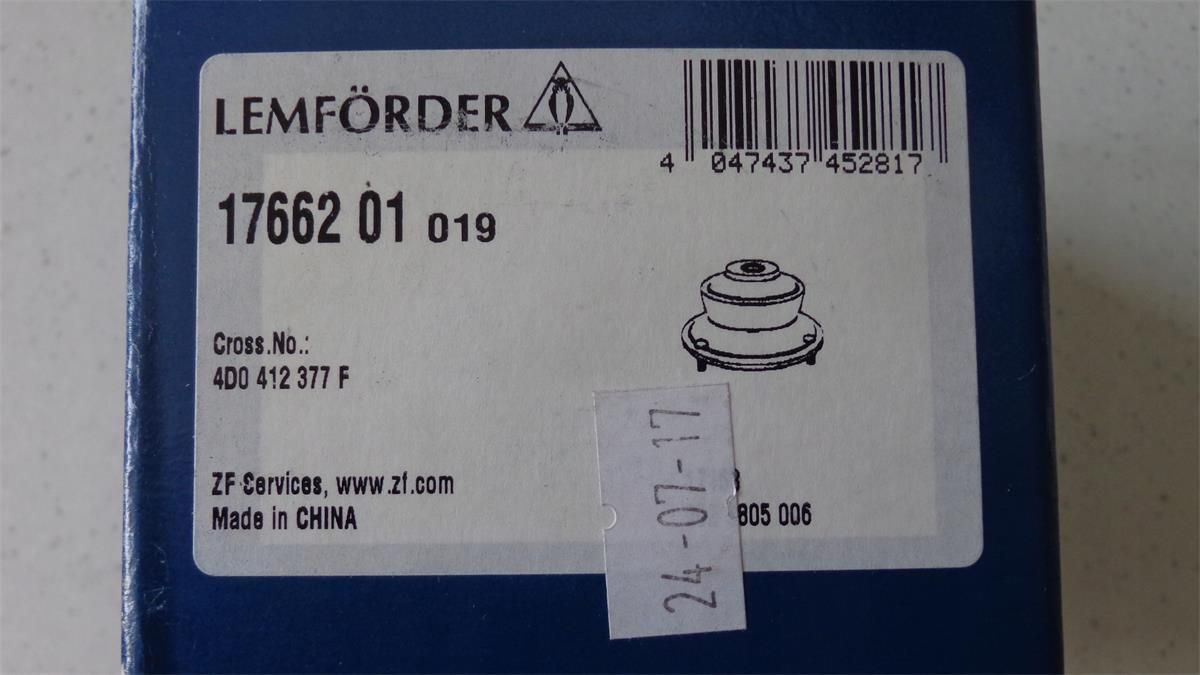 LEMFÖRDER
4 047437 452817
17662 01 019
Cross.No.:
4D0 412 377 F
ZF Services, www.zf.com
Made in CHINA
805 006
24-07-17